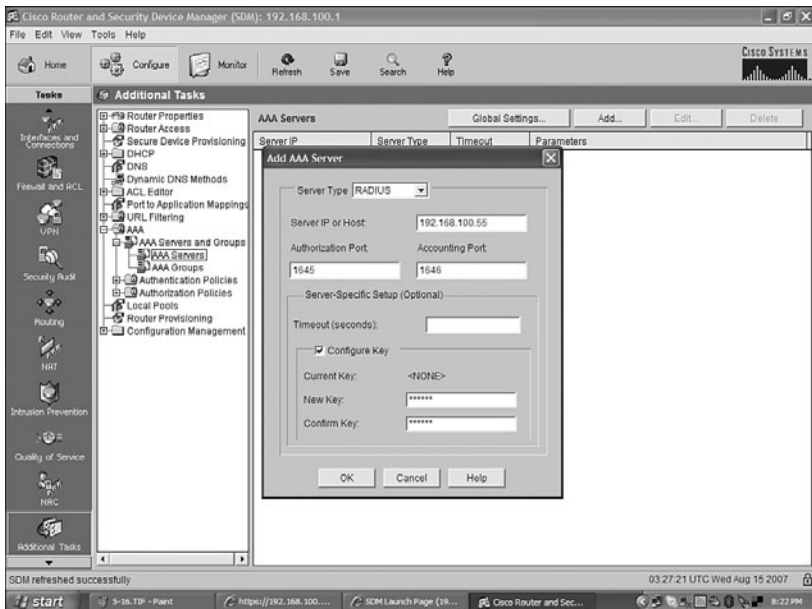 Cisco Router and Security Device Manager (SDM): 192.168.100.1
File Edit View Tools Help
Home Configure Monitor Refresh Save Search Help
CISCO SYSTEMS
Tasks
Additional Tasks
Interfaces and Connections
Firewall and ACL
VPN
Security Audit
Routing
NAT
Intrusion Prevention
Quality of Service
NAC
Additional Tasks
Router Properties
Router Access
Secure Device Provisioning
DHCP
DNS
Dynamic DNS Methods
ACL Editor
Port to Application Mappings
URL Filtering
AAA
AAA Servers and Groups
AAA Servers
AAA Groups
Authentication Policies
Authorization Policies
Local Pools
Router Provisioning
Configuration Management
AAA Servers
Global Settings... Add... Edit... Delete
Server IP Server Type Timeout Parameters
Add AAA Server
Server Type RADIUS
Server IP or Host: 192.168.100.55
Authorization Port: Accounting Port:
1645 1646
Server-Specific Setup (Optional)
Timeout (seconds):
Configure Key
Current Key: <NONE>
New Key: ******
Confirm Key: ******
OK Cancel Help
SDM refreshed successfully
03:27:21 UTC Wed Aug 15 2007
start 5-16.TIF - Paint https://192.168.100.... SDM Launch Page (19... Cisco Router and Sec... 8:22 PM